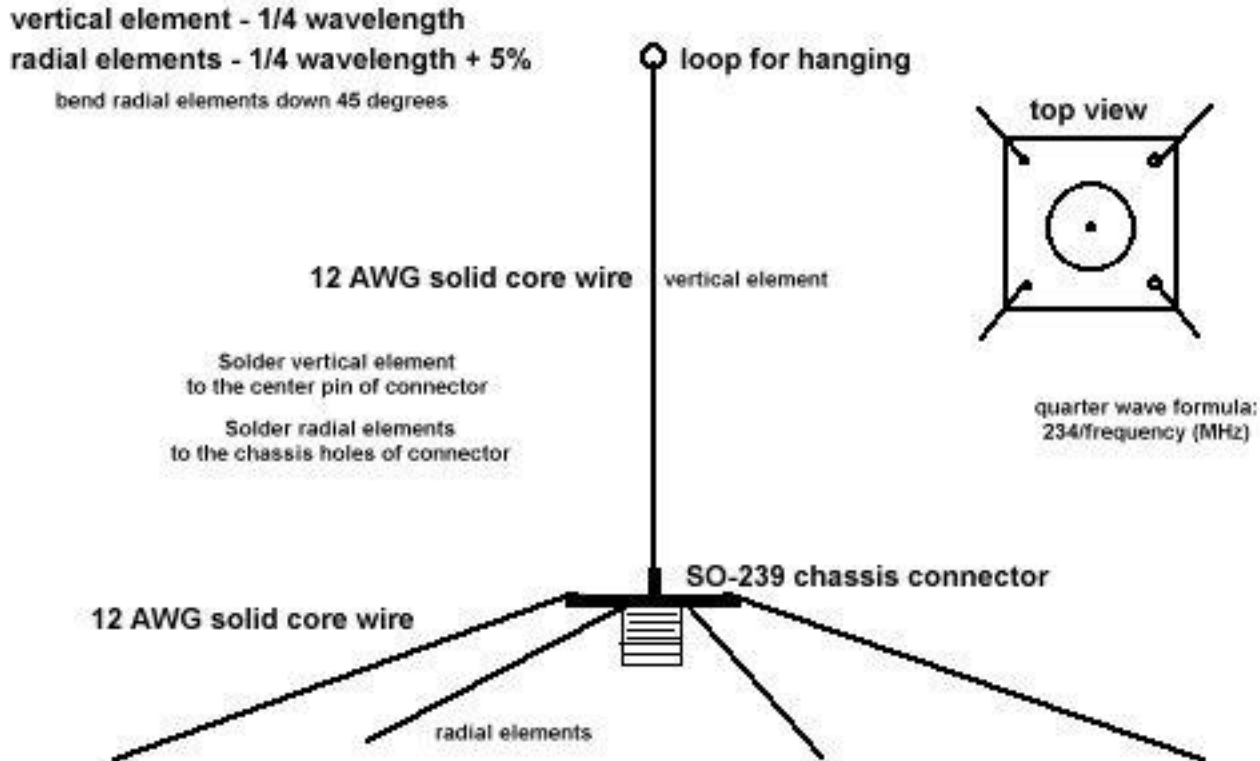 vertical element - 1/4 wavelength
radial elements - 1/4 wavelength + 5%
bend radial elements down 45 degrees
loop for hanging
top view
12 AWG solid core wire
vertical element
Solder vertical element
to the center pin of connector
Solder radial elements
to the chassis holes of connector
quarter wave formula:
234/frequency (MHz)
SO-239 chassis connector
12 AWG solid core wire
radial elements